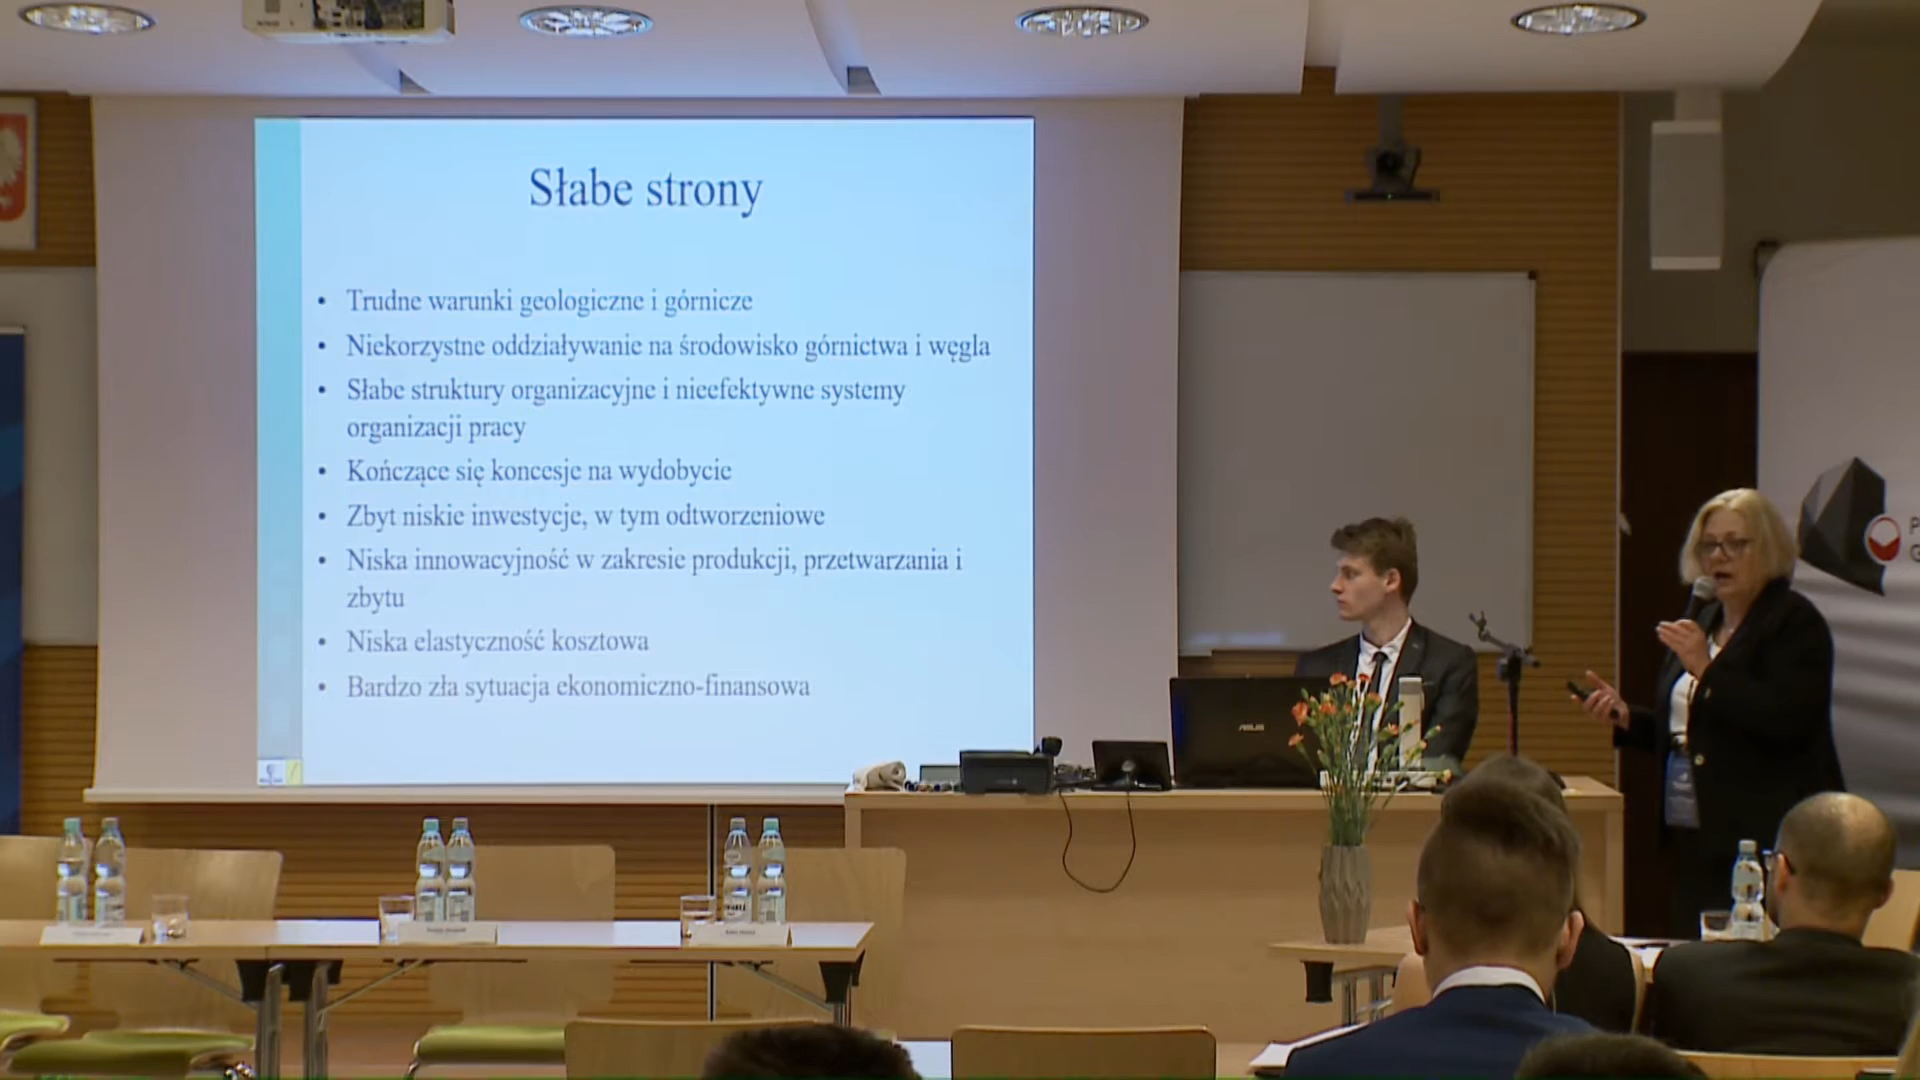 Słabe strony
• Trudne warunki geologiczne i górnicze
• Niekorzystne oddziaływanie na środowisko górnictwa i węgla
• Słabe struktury organizacyjne i nieefektywne systemy
organizacji pracy
• Kończące się koncesje na wydobycie
• Zbyt niskie inwestycje, w tym odtworzeniowe
• Niska innowacyjność w zakresie produkcji, przetwarzania i
zbytu
• Niska elastyczność kosztowa
• Bardzo zła sytuacja ekonomiczno-finansowa
ASUS
P
G